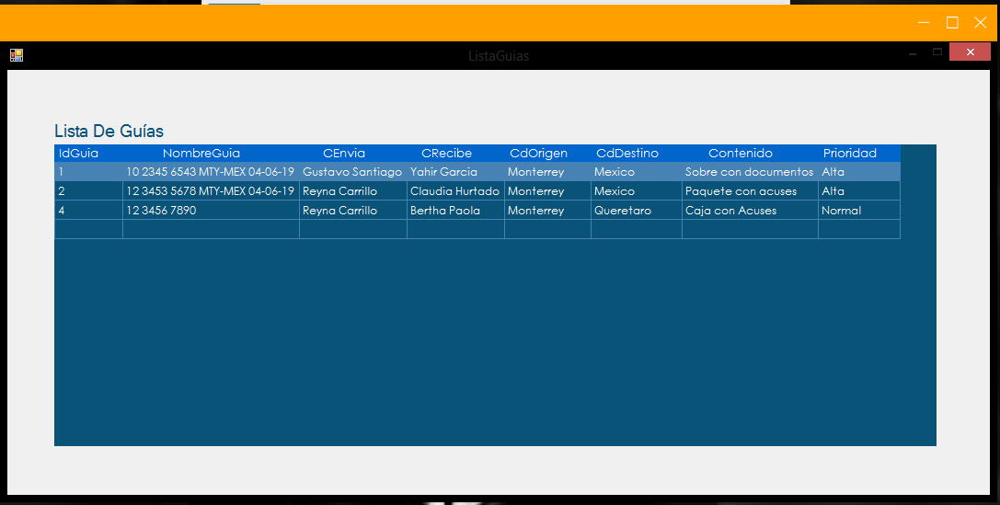 ListaGuias
Lista De Guías
IdGuia NombreGuia CEnvia CRecibe CdOrigen CdDestino Contenido Prioridad
1 10 2345 6543 MTY-MEX 04-06-19 Gustavo Santiago Yahir Garcia Monterrey Mexico Sobre con documentos Alta
2 12 3453 5678 MTY-MEX 04-06-19 Reyna Carrillo Claudia Hurtado Monterrey Mexico Paquete con acuses Alta
4 12 3456 7890 Reyna Carrillo Bertha Paola Monterrey Queretaro Caja con Acuses Normal